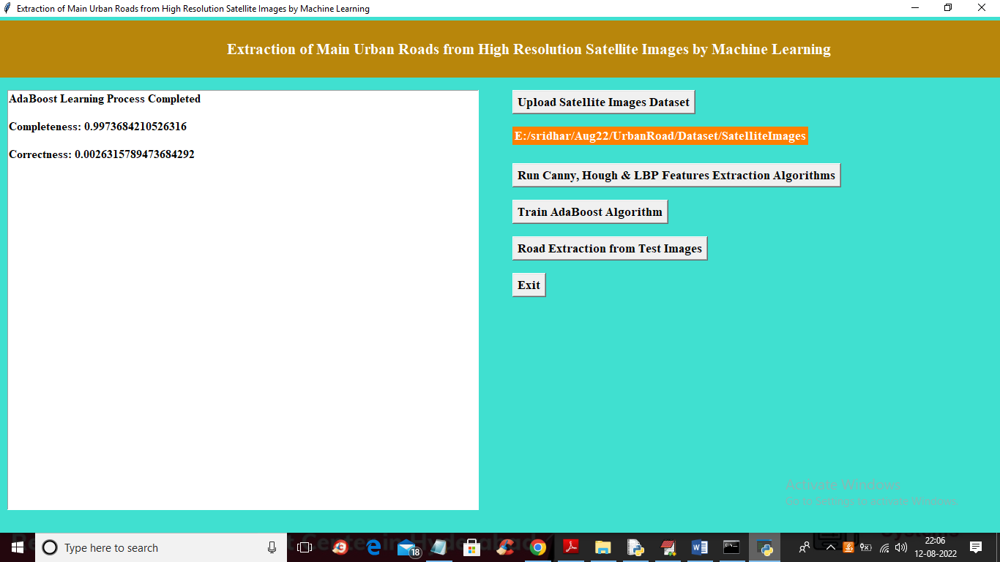 Extraction of Main Urban Roads from High Resolution Satellite Images by Machine Learning
Extraction of Main Urban Roads from High Resolution Satellite Images by Machine Learning
AdaBoost Learning Process Completed
Completeness: 0.9973684210526316
Correctness: 0.0026315789473684292
Upload Satellite Images Dataset
E:/sridhar/Aug22/UrbanRoad/Dataset/SatelliteImages
Run Canny, Hough & LBP Features Extraction Algorithms
Train AdaBoost Algorithm
Road Extraction from Test Images
Exit
Activate Windows
Go to Settings to activate Windows.
Type here to search
18
22:06
12-08-2022